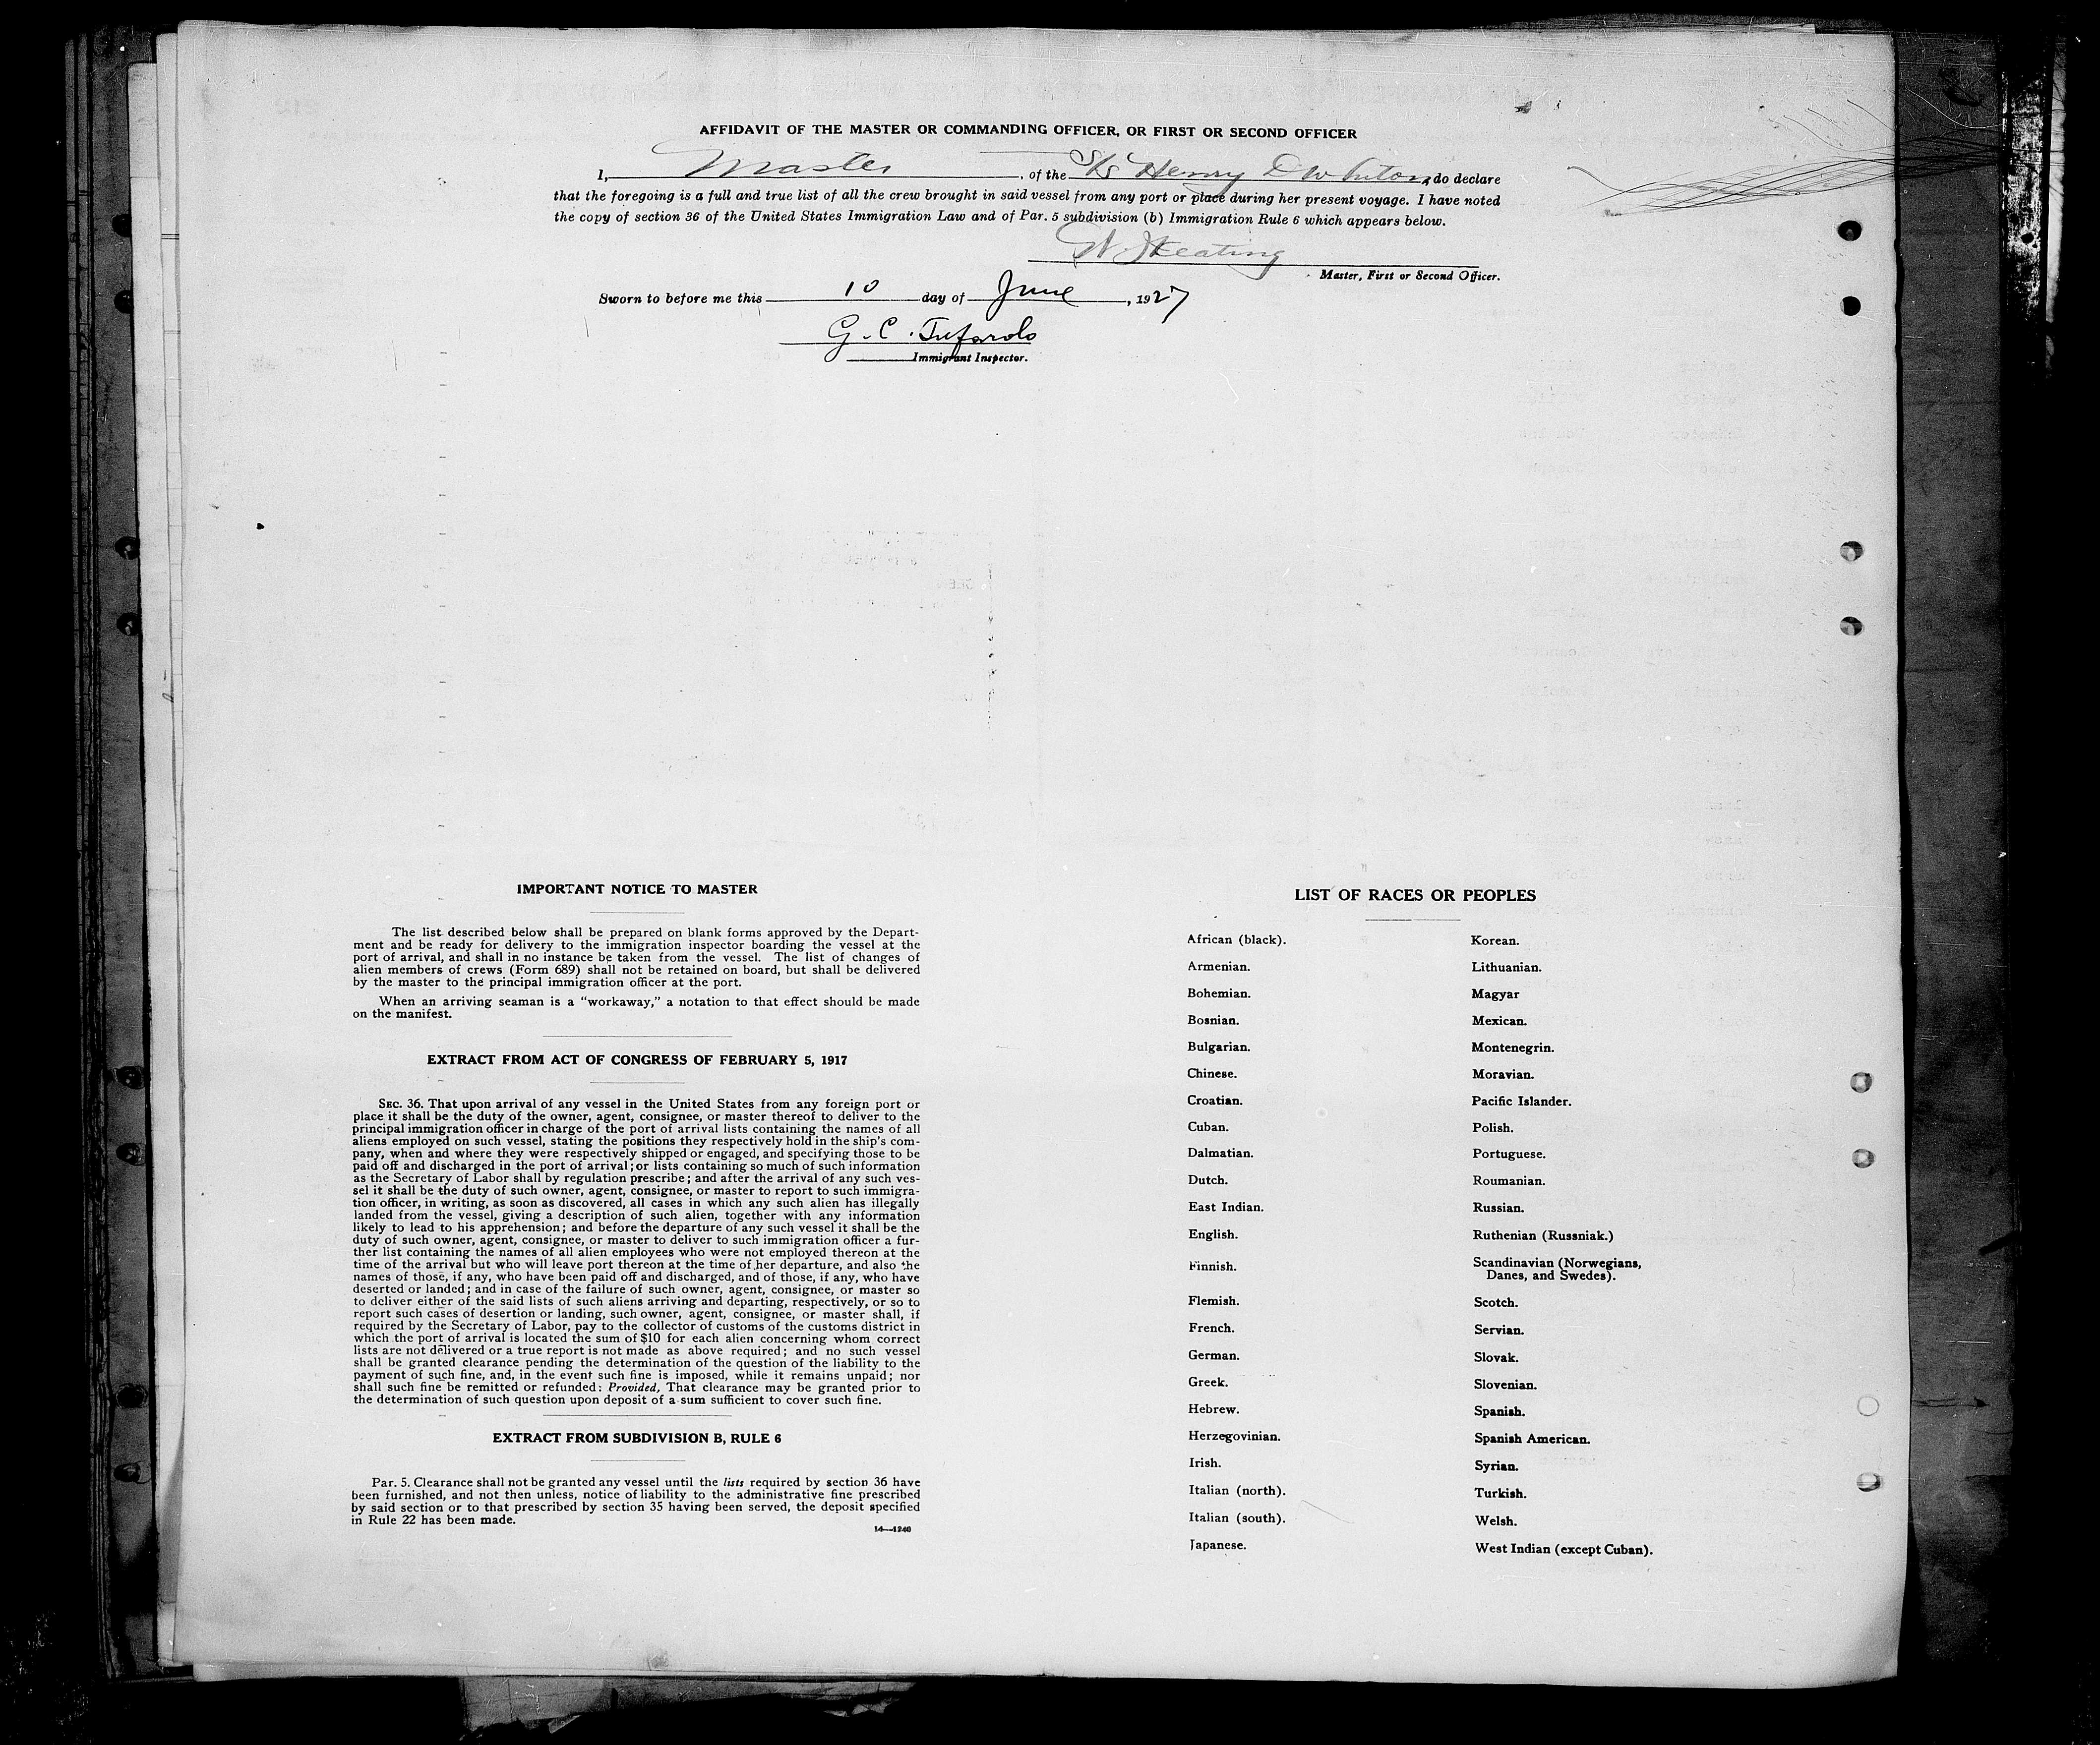 AFFIDAVIT OF THE MASTER OR COMMANDING OFFICER, OR FIRST OR SECOND OFFICER
I, Master, of the S/s Henry D Whiton, do declare
that the foregoing is a full and true list of all the crew brought in said vessel from any port or place during her present voyage. I have noted
the copy of section 36 of the United States Immigration Law and of Par. 5 subdivision (b) Immigration Rule 6 which appears below.
Keating
Master, First or Second Officer.
Sworn to before me this 10 day of June, 1927
G. C. Tufarolo
Immigrant Inspector.
IMPORTANT NOTICE TO MASTER
The list described below shall be prepared on blank forms approved by the Depart-
ment and be ready for delivery to the immigration inspector boarding the vessel at the
port of arrival, and shall in no instance be taken from the vessel. The list of changes of
alien members of crews (Form 689) shall not be retained on board, but shall be delivered
by the master to the principal immigration officer at the port.
When an arriving seaman is a "workaway," a notation to that effect should be made
on the manifest.
EXTRACT FROM ACT OF CONGRESS OF FEBRUARY 5, 1917
SEC. 36. That upon arrival of any vessel in the United States from any foreign port or
place it shall be the duty of the owner, agent, consignee, or master thereof to deliver to the
principal immigration officer in charge of the port of arrival lists containing the names of all
aliens employed on such vessel, stating the positions they respectively hold in the ship's com-
pany, when and where they were respectively shipped or engaged, and specifying those to be
paid off and discharged in the port of arrival; or lists containing so much of such information
as the Secretary of Labor shall by regulation prescribe; and after the arrival of any such ves-
sel it shall be the duty of such owner, agent, consignee, or master to report to such immigra-
tion officer, in writing, as soon as discovered, all cases in which any such alien has illegally
landed from the vessel, giving a description of such alien, together with any information
likely to lead to his apprehension; and before the departure of any such vessel it shall be the
duty of such owner, agent, consignee, or master to deliver to such immigration officer a fur-
ther list containing the names of all alien employees who were not employed thereon at the
time of the arrival but who will leave port thereon at the time of her departure, and also the
names of those, if any, who have been paid off and discharged, and of those, if any, who have
deserted or landed; and in case of the failure of such owner, agent, consignee, or master so
to deliver either of the said lists of such aliens arriving and departing, respectively, or so to
report such cases of desertion or landing, such owner, agent, consignee, or master shall, if
required by the Secretary of Labor, pay to the collector of customs of the customs district in
which the port of arrival is located the sum of $10 for each alien concerning whom correct
lists are not delivered or a true report is not made as above required; and no such vessel
shall be granted clearance pending the determination of the question of the liability to the
payment of such fine, and, in the event such fine is imposed, while it remains unpaid; nor
shall such fine be remitted or refunded: Provided, That clearance may be granted prior to
the determination of such question upon deposit of a sum sufficient to cover such fine.
EXTRACT FROM SUBDIVISION B, RULE 6
Par. 5. Clearance shall not be granted any vessel until the lists required by section 36 have
been furnished, and not then unless, notice of liability to the administrative fine prescribed
by said section or to that prescribed by section 35 having been served, the deposit specified
in Rule 22 has been made.
14—1240
LIST OF RACES OR PEOPLES
African (black).
Armenian.
Bohemian.
Bosnian.
Bulgarian.
Chinese.
Croatian.
Cuban.
Dalmatian.
Dutch.
East Indian.
English.
Finnish.
Flemish.
French.
German.
Greek.
Hebrew.
Herzegovinian.
Irish.
Italian (north).
Italian (south).
Japanese.
Korean.
Lithuanian.
Magyar
Mexican.
Montenegrin.
Moravian.
Pacific Islander.
Polish.
Portuguese.
Roumanian.
Russian.
Ruthenian (Russniak.)
Scandinavian (Norwegians,
Danes, and Swedes).
Scotch.
Servian.
Slovak.
Slovenian.
Spanish.
Spanish American.
Syrian.
Turkish.
Welsh.
West Indian (except Cuban).